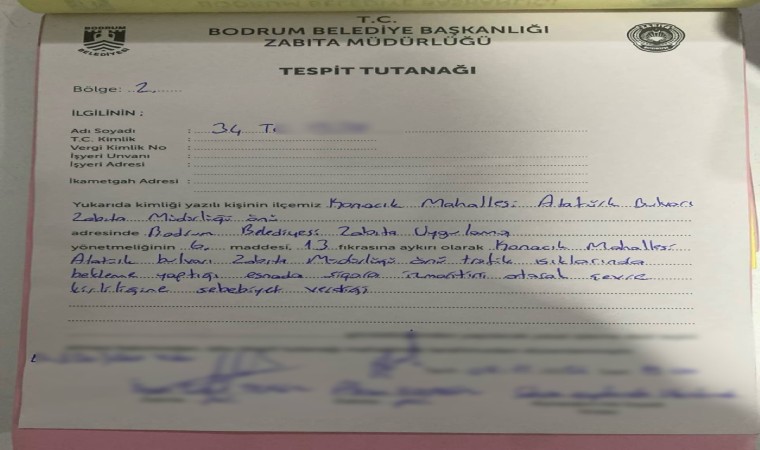 T.C.
BODRUM BELEDİYE BAŞKANLIĞI
ZABITA MÜDÜRLÜĞÜ
BODRUM
BELEDİYESİ
TESPİT TUTANAĞI
Bölge: 2
İLGİLİNİN :
Adı Soyadı : 34 T
T.C. Kimlik :
Vergi Kimlik No :
İşyeri Unvanı :
İşyeri Adresi :
İkametgah Adresi :
Yukarıda kimliği yazılı kişinin ilçemiz Konacık Mahallesi Atatürk Bulvarı
Zabıta Müdürlüğü önü
adresinde Bodrum Belediyesi Zabıta Uygulama
yönetmeliğinin 6. maddesi, 13 fıkrasına aykırı olarak Konacık Mahallesi
Atatürk bulvarı Zabıta Müdürlüğü önü trafik ışıklarında
bekleme yaptığı esnada sigara izmaritini atarak çevre
kirliliğine sebebiyet verdiği